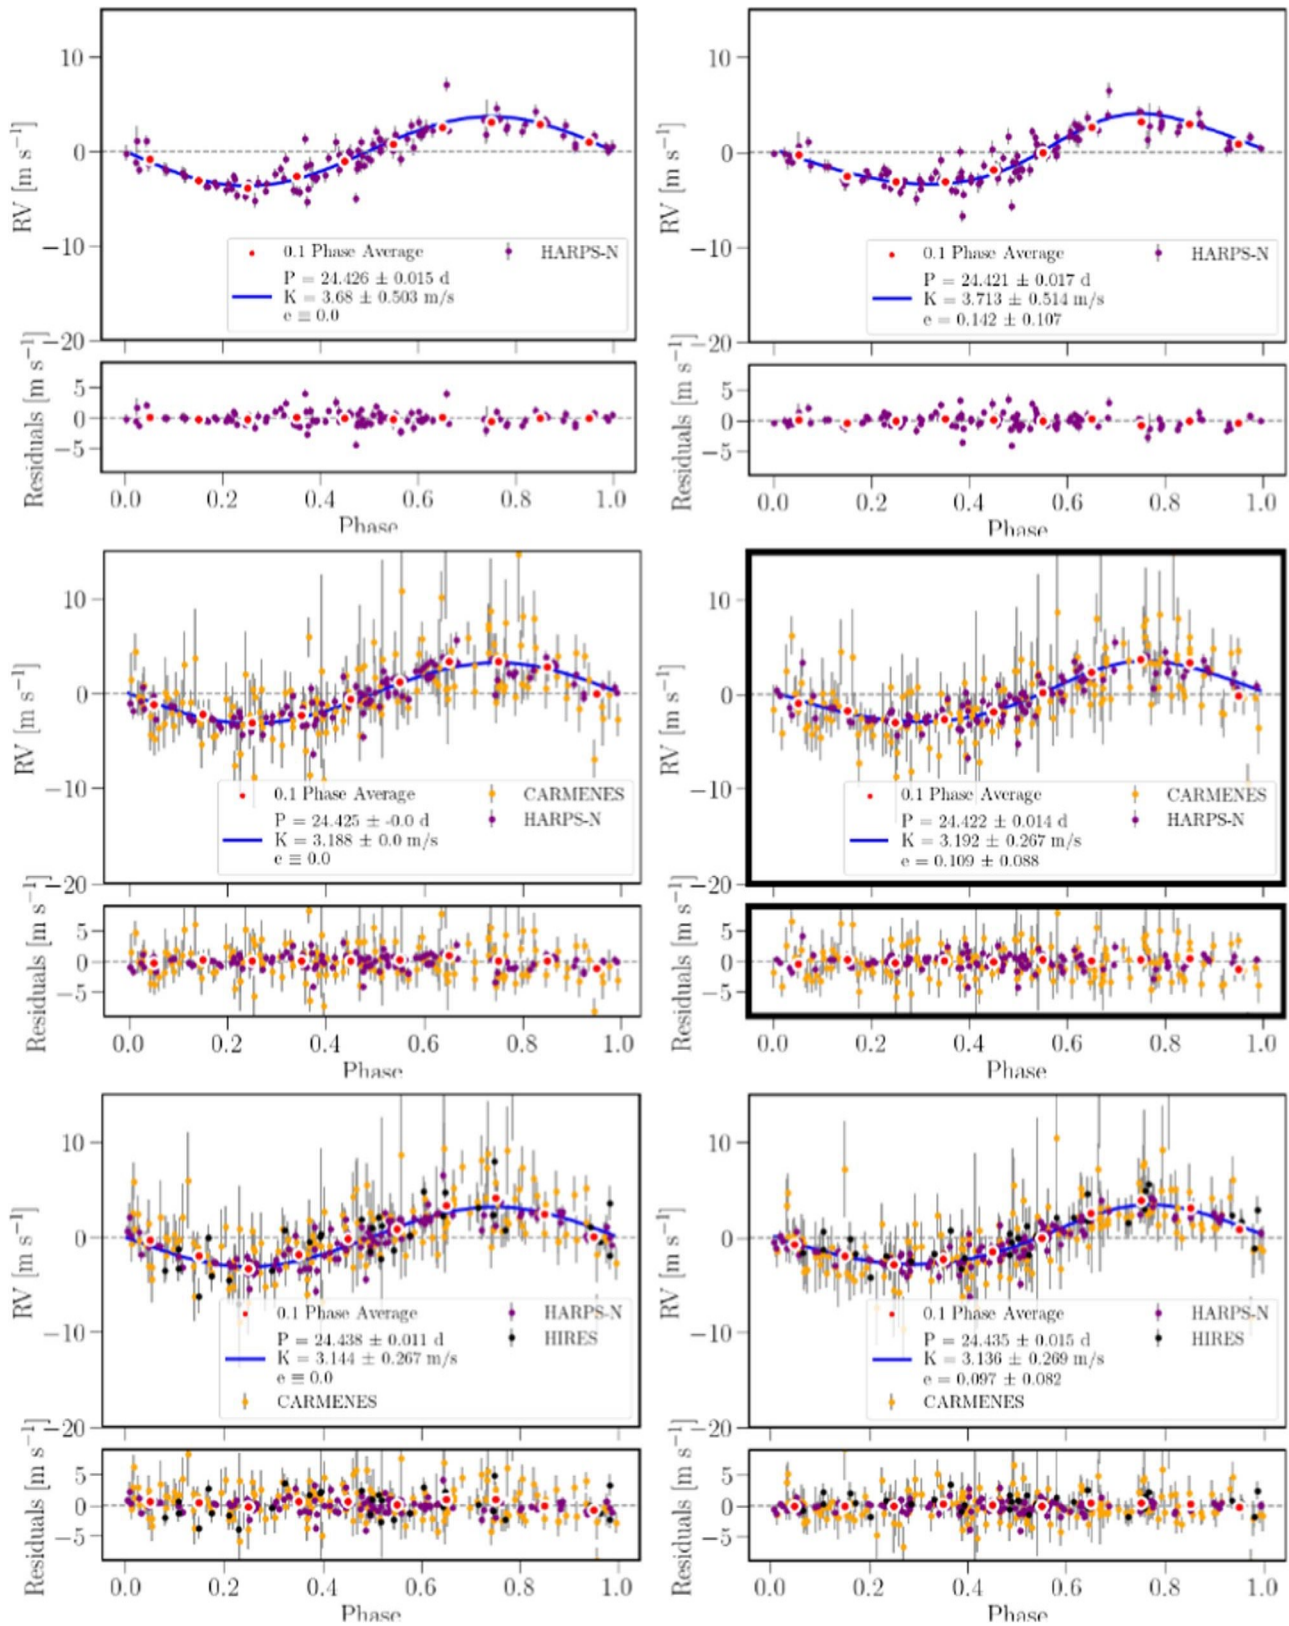 RV [m s⁻¹]
10
0
−10
−20
0.1 Phase Average
HARPS-N
P = 24.426 ± 0.015 d
K = 3.68 ± 0.503 m/s
e ≡ 0.0
Residuals [m s⁻¹]
5
0
−5
0.0 0.2 0.4 0.6 0.8 1.0
Phase
RV [m s⁻¹]
10
0
−10
−20
0.1 Phase Average
HARPS-N
P = 24.421 ± 0.017 d
K = 3.713 ± 0.514 m/s
e = 0.142 ± 0.107
Residuals [m s⁻¹]
5
0
−5
0.0 0.2 0.4 0.6 0.8 1.0
Phase
RV [m s⁻¹]
10
0
−10
−20
0.1 Phase Average
CARMENES
P = 24.425 ± -0.0 d
HARPS-N
K = 3.188 ± 0.0 m/s
e ≡ 0.0
Residuals [m s⁻¹]
5
0
−5
0.0 0.2 0.4 0.6 0.8 1.0
Phase
RV [m s⁻¹]
10
0
−10
−20
0.1 Phase Average
CARMENES
P = 24.422 ± 0.014 d
HARPS-N
K = 3.192 ± 0.267 m/s
e = 0.109 ± 0.088
Residuals [m s⁻¹]
5
0
−5
0.0 0.2 0.4 0.6 0.8 1.0
Phase
RV [m s⁻¹]
10
0
−10
−20
0.1 Phase Average
HARPS-N
P = 24.438 ± 0.011 d
HIRES
K = 3.144 ± 0.267 m/s
e ≡ 0.0
CARMENES
Residuals [m s⁻¹]
5
0
−5
0.0 0.2 0.4 0.6 0.8 1.0
Phase
RV [m s⁻¹]
10
0
−10
−20
0.1 Phase Average
HARPS-N
P = 24.435 ± 0.015 d
HIRES
K = 3.136 ± 0.269 m/s
e = 0.097 ± 0.082
CARMENES
Residuals [m s⁻¹]
5
0
−5
0.0 0.2 0.4 0.6 0.8 1.0
Phase